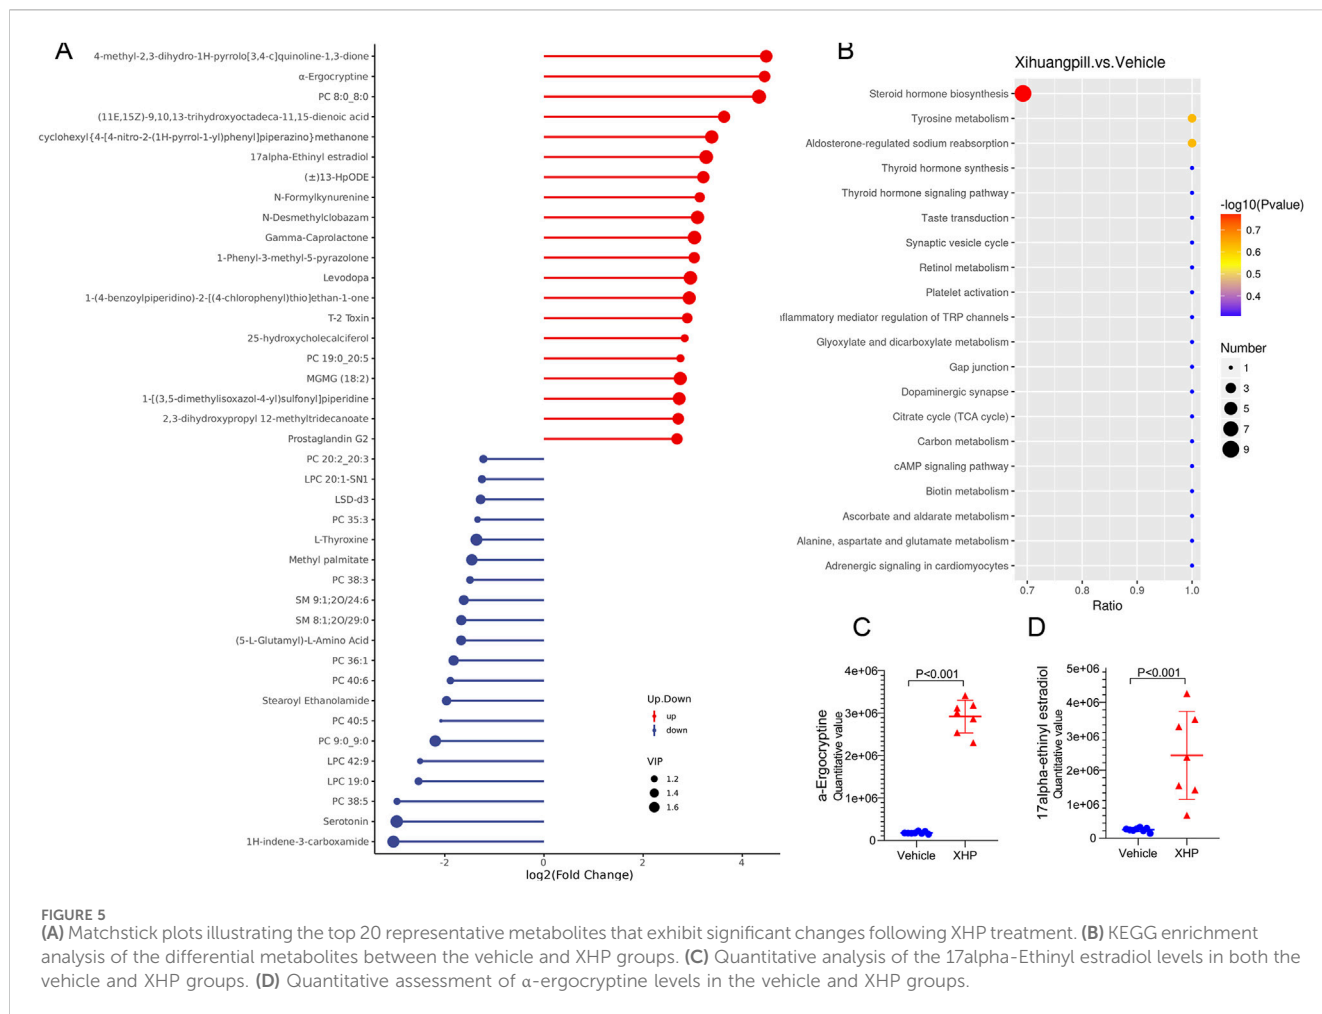 A
4-methyl-2,3-dihydro-1H-pyrrolo[3,4-c]quinoline-1,3-dione
α-Ergocryptine
PC 8:0_8:0
(11E,15Z)-9,10,13-trihydroxyoctadeca-11,15-dienoic acid
cyclohexyl{4-[4-nitro-2-(1H-pyrrol-1-yl)phenyl]piperazino}methanone
17alpha-Ethinyl estradiol
(±)13-HpODE
N-Formylkynurenine
N-Desmethylclobazam
Gamma-Caprolactone
1-Phenyl-3-methyl-5-pyrazolone
Levodopa
1-(4-benzoylpiperidino)-2-[(4-chlorophenyl)thio]ethan-1-one
T-2 Toxin
25-hydroxycholecalciferol
PC 19:0_20:5
MGMG (18:2)
1-[(3,5-dimethylisoxazol-4-yl)sulfonyl]piperidine
2,3-dihydroxypropyl 12-methyltridecanoate
Prostaglandin G2
PC 20:2_20:3
LPC 20:1-SN1
LSD-d3
PC 35:3
L-Thyroxine
Methyl palmitate
PC 38:3
SM 9:1;2O/24:6
SM 8:1;2O/29:0
(5-L-Glutamyl)-L-Amino Acid
PC 36:1
PC 40:6
Stearoyl Ethanolamide
PC 40:5
PC 9:0_9:0
LPC 42:9
LPC 19:0
PC 38:5
Serotonin
1H-indene-3-carboxamide
-2 0 2 4
log2(Fold Change)
Up.Down
up
down
VIP
1.2
1.4
1.6
B
Xihuangpill.vs.Vehicle
Steroid hormone biosynthesis
Tyrosine metabolism
Aldosterone-regulated sodium reabsorption
Thyroid hormone synthesis
Thyroid hormone signaling pathway
Taste transduction
Synaptic vesicle cycle
Retinol metabolism
Platelet activation
nflammatory mediator regulation of TRP channels
Glyoxylate and dicarboxylate metabolism
Gap junction
Dopaminergic synapse
Citrate cycle (TCA cycle)
Carbon metabolism
cAMP signaling pathway
Biotin metabolism
Ascorbate and aldarate metabolism
Alanine, aspartate and glutamate metabolism
Adrenergic signaling in cardiomyocytes
0.7 0.8 0.9 1.0
Ratio
-log10(Pvalue)
0.7
0.6
0.5
0.4
Number
1
3
5
7
9
C
a-Ergocryptine
Quantitative value
4e+06
3e+06
2e+06
1e+06
0
P<0.001
Vehicle XHP
D
17alpha-ethinyl estradiol
Quantitative value
5e+06
4e+06
3e+06
2e+06
1e+06
0
P<0.001
Vehicle XHP
FIGURE 5
(A) Matchstick plots illustrating the top 20 representative metabolites that exhibit significant changes following XHP treatment. (B) KEGG enrichment
analysis of the differential metabolites between the vehicle and XHP groups. (C) Quantitative analysis of the 17alpha-Ethinyl estradiol levels in both the
vehicle and XHP groups. (D) Quantitative assessment of α-ergocryptine levels in the vehicle and XHP groups.